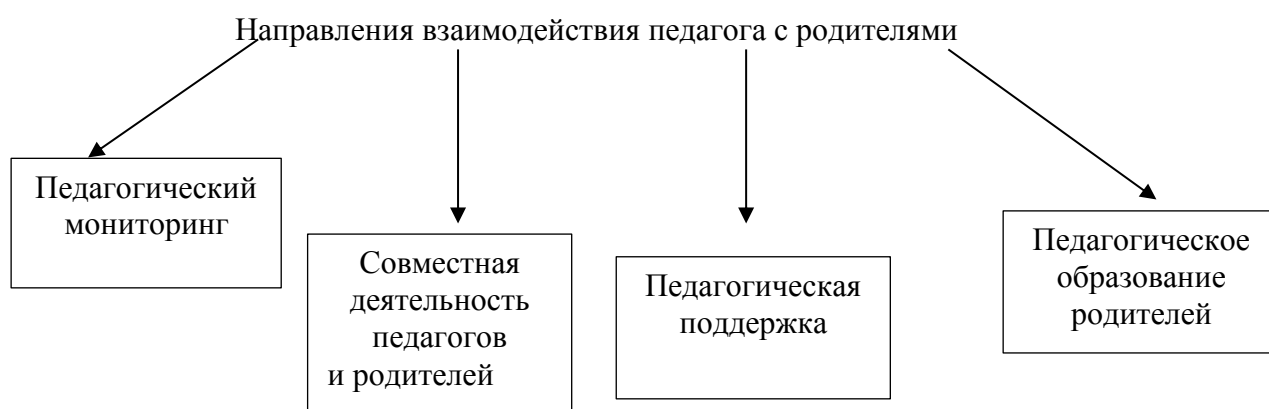 Направления взаимодействия педагога с родителями
Педагогический
мониторинг
Совместная
деятельность
педагогов
и родителей
Педагогическая
поддержка
Педагогическое
образование
родителей